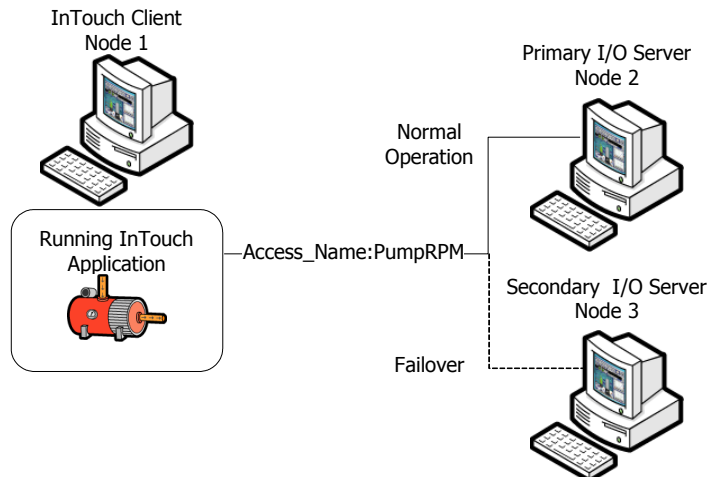 InTouch Client
Node 1
Primary I/O Server
Node 2
Normal
Operation
Running InTouch
Application
Access_Name:PumpRPM
Secondary I/O Server
Node 3
Failover